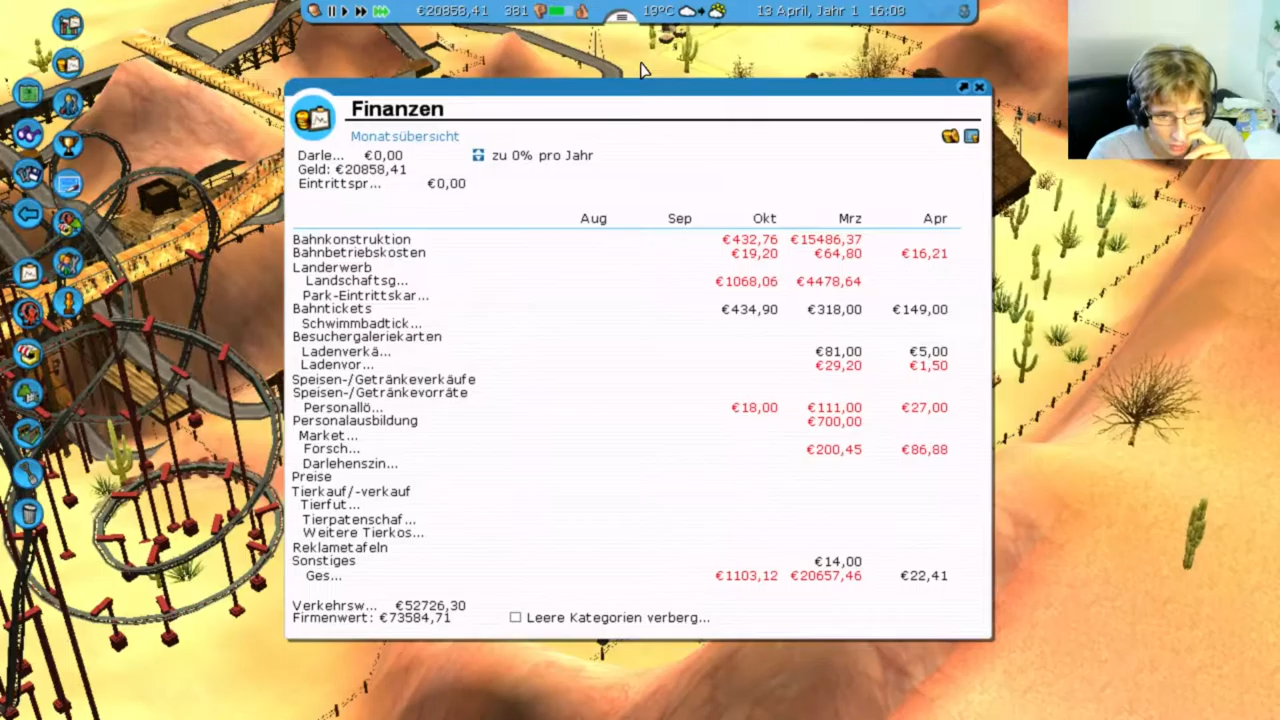 €20858,41 381 19°C 13 April, Jahr 1 16:09
Finanzen
Monatsübersicht
Darle... €0,00 zu 0% pro Jahr
Geld: €20858,41
Eintrittspr... €0,00
Aug Sep Okt Mrz Apr
Bahnkonstruktion €432,76 €15486,37
Bahnbetriebskosten €19,20 €64,80 €16,21
Landerwerb
Landschaftsg... €1068,06 €4478,64
Park-Eintrittskar...
Bahntickets €434,90 €318,00 €149,00
Schwimmbadtick...
Besuchergaleriekarten
Ladenverkä... €81,00 €5,00
Ladenvor... €29,20 €1,50
Speisen-/Getränkeverkäufe
Speisen-/Getränkevorräte
Personallö... €18,00 €111,00 €27,00
Personalausbildung €700,00
Market...
Forsch... €200,45 €86,88
Darlehenszin...
Preise
Tierkauf/-verkauf
Tierfut...
Tierpatenschaf...
Weitere Tierkos...
Reklametafeln
Sonstiges €14,00
Ges... €1103,12 €20657,46 €22,41
Verkehrsw... €52726,30
Firmenwert: €73584,71 Leere Kategorien verberg...